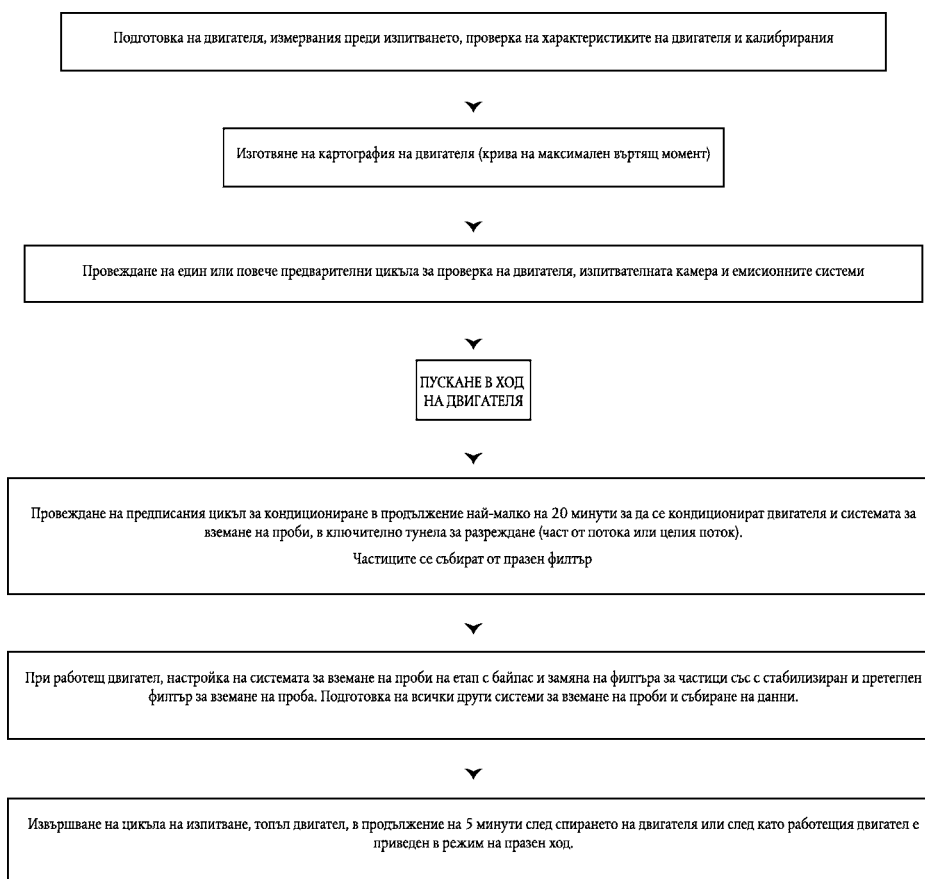 Подготовка на двигателя, измервания преди изпитването, проверка на характеристиките на двигателя и калибрирания
Изготвяне на картография на двигателя (крива на максимален въртящ момент)
Провеждане на един или повече предварителни цикъла за проверка на двигателя, изпитвателната камера и емисионните системи
ПУСКАНЕ В ХОД
НА ДВИГАТЕЛЯ
Провеждане на предписания цикъл за кондициониране в продължение най-малко на 20 минути за да се кондиционират двигателя и системата за
вземане на проби, в ключително тунела за разреждане (част от потока или целия поток).
Частиците се събират от празен филтър
При работещ двигател, настройка на системата за вземане на проби на етап с байпас и замяна на филтъра за частици със с стабилизиран и претеглен
филтър за вземане на проба. Подготовка на всички други системи за вземане на проби и събиране на данни.
Извършване на цикъла на изпитване, топъл двигател, в продължение на 5 минути след спирането на двигателя или след като работещия двигател е
приведен в режим на празен ход.